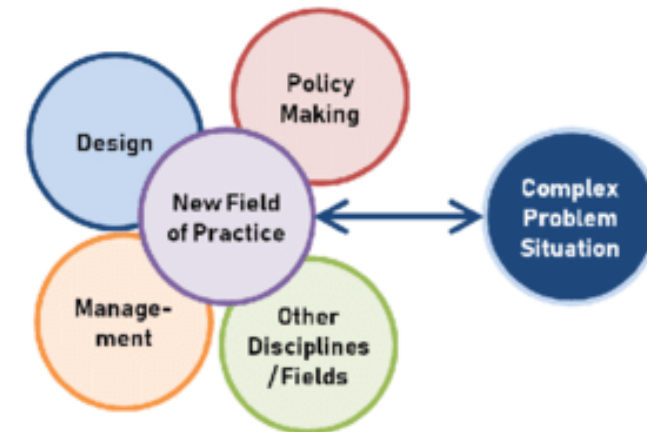 Policy
Making
Design
New Field
of Practice
Complex
Problem
Situation
Manage-
ment
Other
Disciplines
/Fields